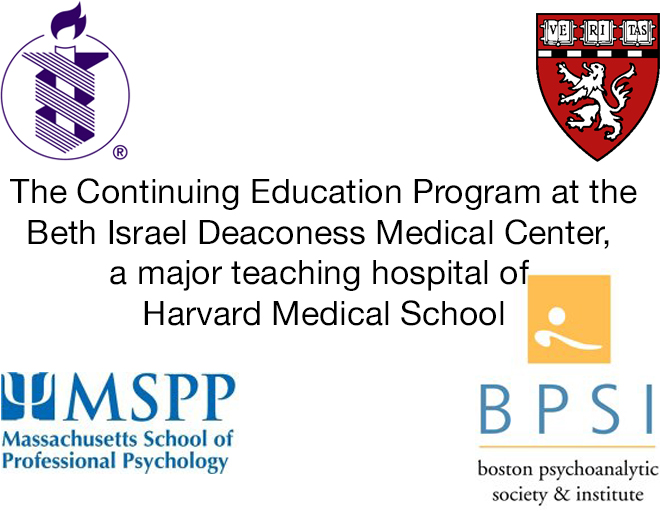 VE RI TAS
®
The Continuing Education Program at the
Beth Israel Deaconess Medical Center,
a major teaching hospital of
Harvard Medical School
MSPP
Massachusetts School of
Professional Psychology
BPSI
boston psychoanalytic
society & institute